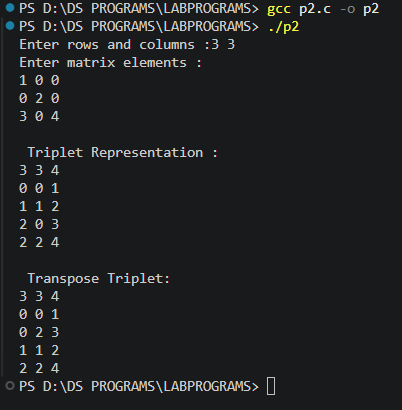 PS D:\DS PROGRAMS\LABPROGRAMS> gcc p2.c -o p2
PS D:\DS PROGRAMS\LABPROGRAMS> ./p2
Enter rows and columns :3 3
Enter matrix elements :
1 0 0
0 2 0
3 0 4
Triplet Representation :
3 3 4
0 0 1
1 1 2
2 0 3
2 2 4
Transpose Triplet:
3 3 4
0 0 1
0 2 3
1 1 2
2 2 4
PS D:\DS PROGRAMS\LABPROGRAMS>